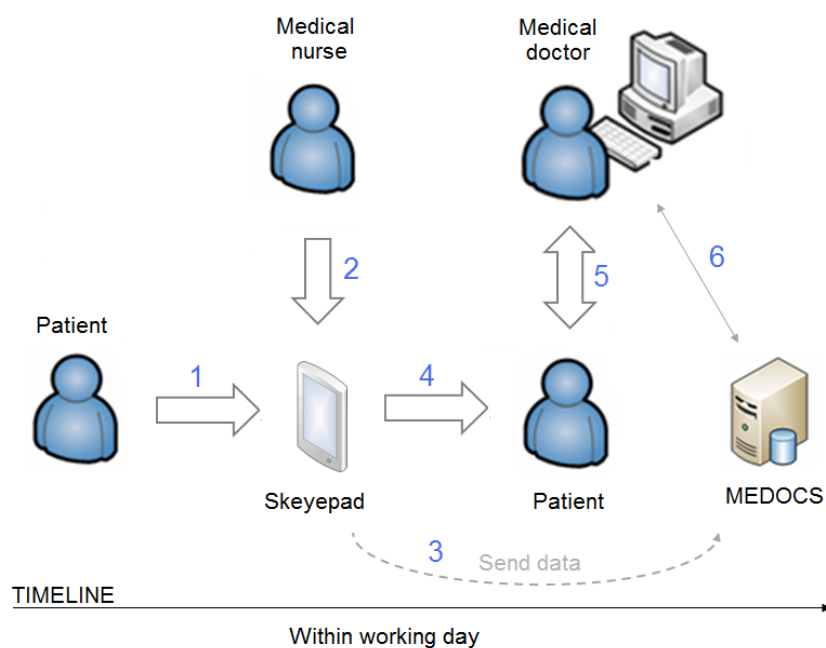 Medical
nurse
Medical
doctor
2
5
6
Patient
1
4
Skeyepad
Patient
MEDOCS
3
Send data
TIMELINE
Within working day